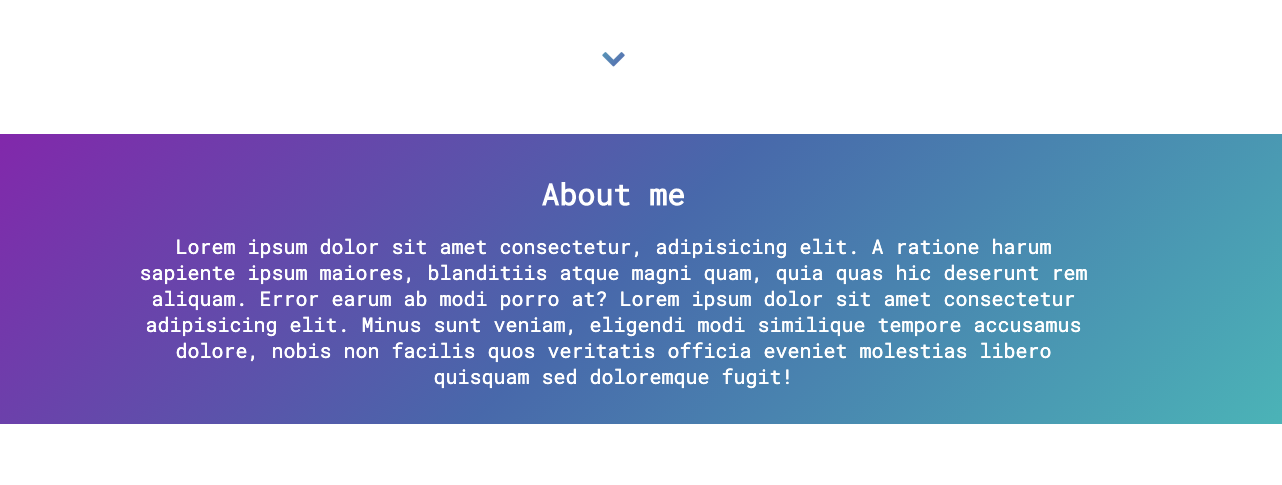 About me
Lorem ipsum dolor sit amet consectetur, adipisicing elit. A ratione harum
sapiente ipsum maiores, blanditiis atque magni quam, quia quas hic deserunt rem
aliquam. Error earum ab modi porro at? Lorem ipsum dolor sit amet consectetur
adipisicing elit. Minus sunt veniam, eligendi modi similique tempore accusamus
dolore, nobis non facilis quos veritatis officia eveniet molestias libero
quisquam sed doloremque fugit!